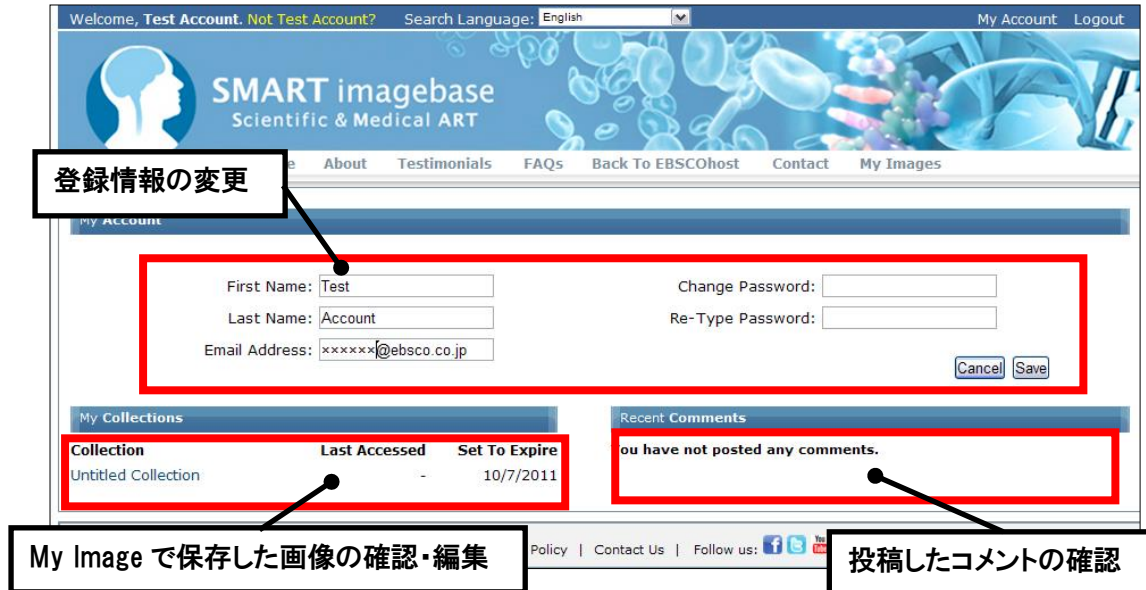 Welcome, Test Account. Not Test Account? Search Language: English My Account Logout
SMART imagebase
Scientific & Medical ART
About Testimonials FAQs Back To EBSCOhost Contact My Images
登録情報の変更
My Account
First Name: Test Change Password:
Last Name: Account Re-Type Password:
Email Address: ××××××@ebsco.co.jp
Cancel Save
My Collections Recent Comments
Collection Last Accessed Set To Expire You have not posted any comments.
Untitled Collection - 10/7/2011
Policy | Contact Us | Follow us:
My Image で保存した画像の確認・編集
投稿したコメントの確認